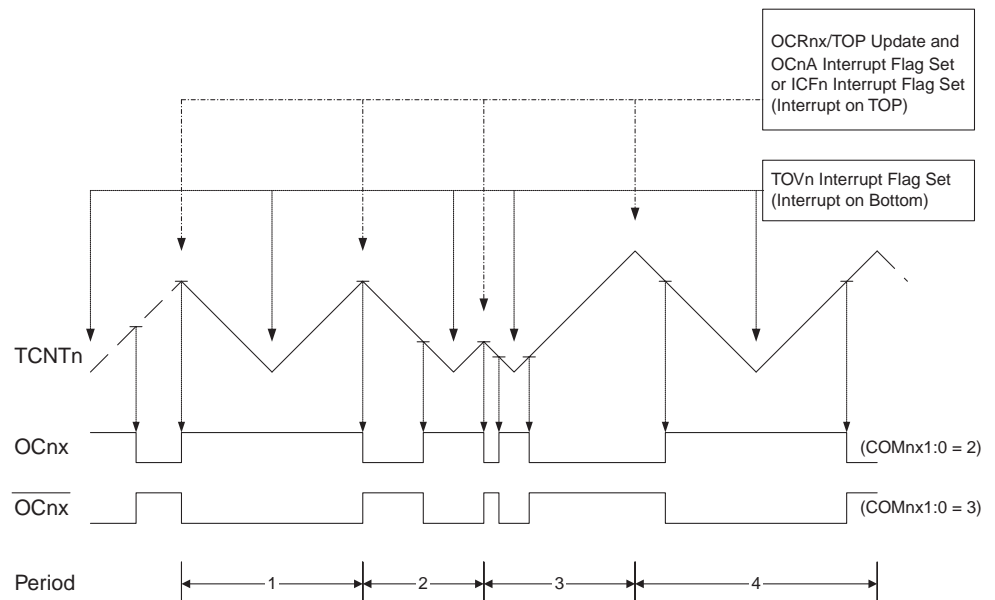 OCRnx/TOP Update and
OCnA Interrupt Flag Set
or ICFn Interrupt Flag Set
(Interrupt on TOP)
TOVn Interrupt Flag Set
(Interrupt on Bottom)
TCNTn
OCnx
(COMnx1:0 = 2)
OCnx
(COMnx1:0 = 3)
Period
1
2
3
4